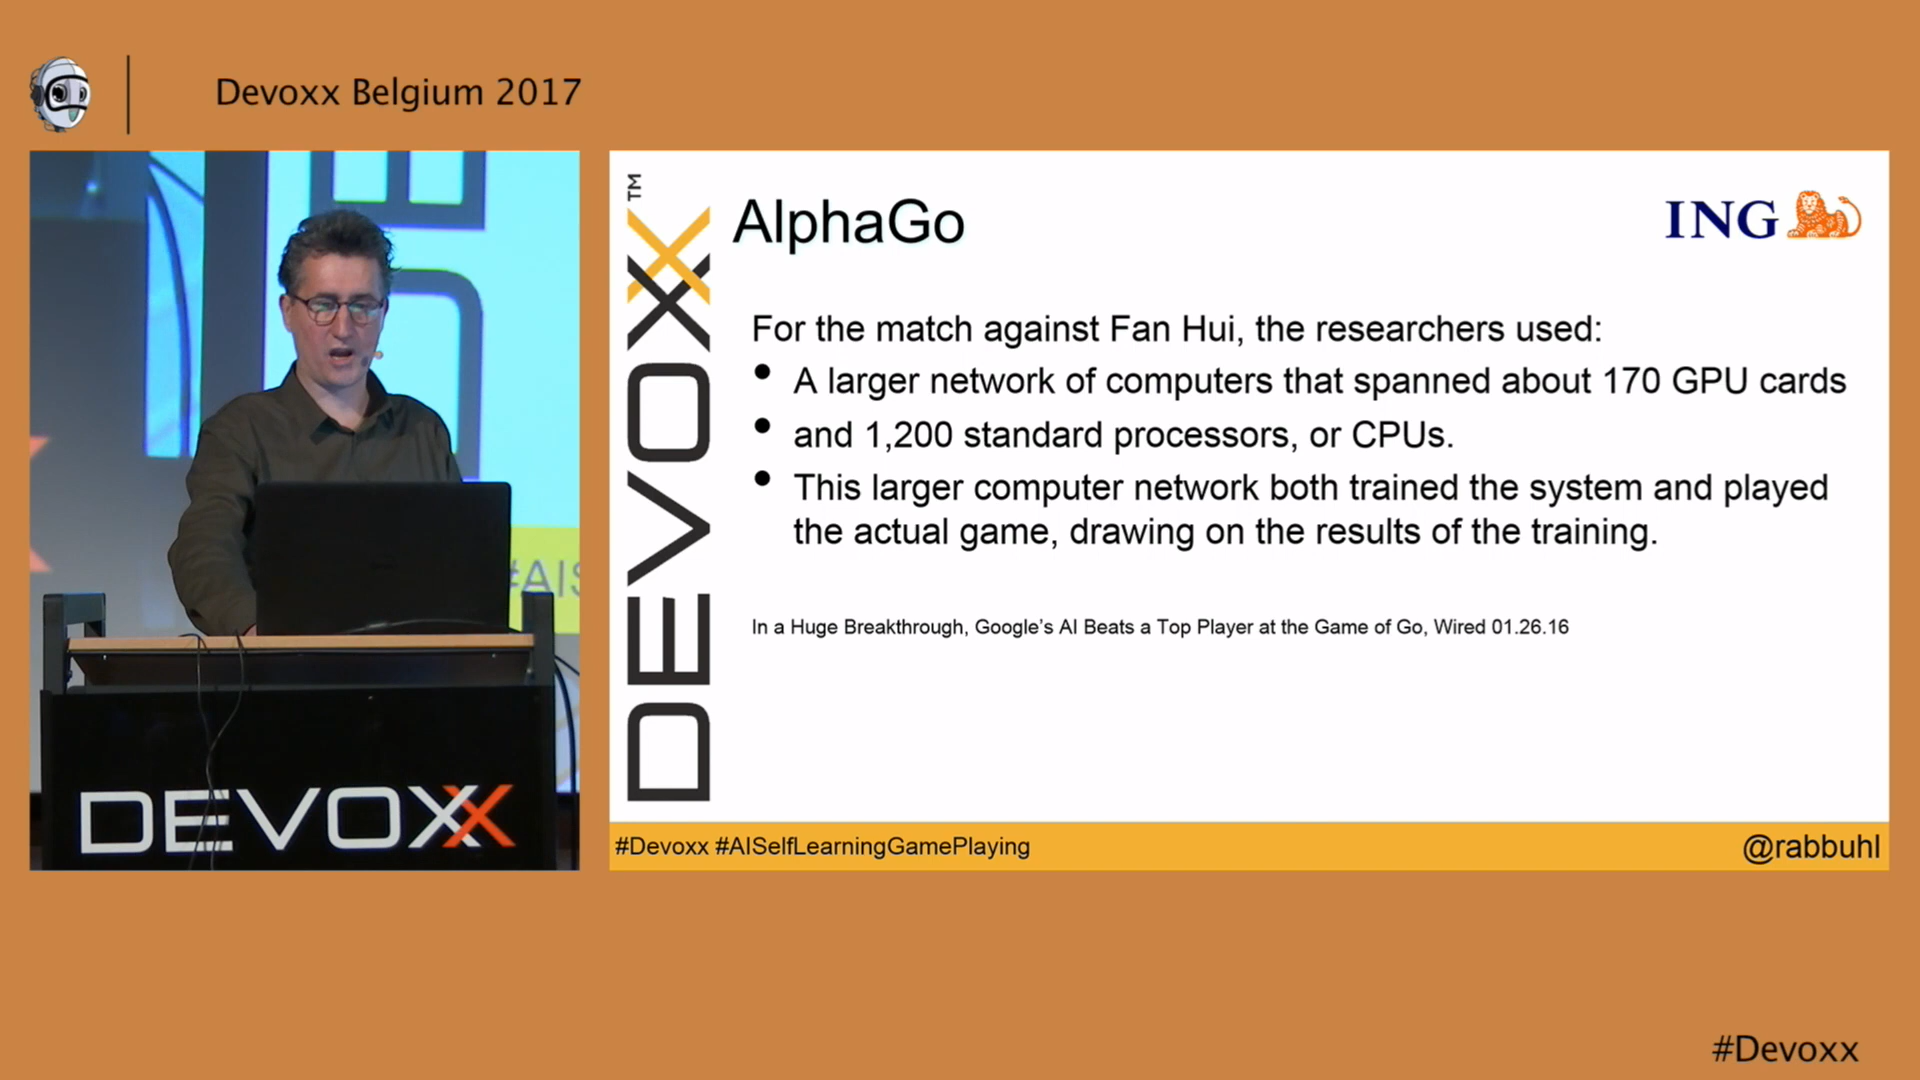 Devoxx Belgium 2017
DEVOXX™
AlphaGo
ING
For the match against Fan Hui, the researchers used:
• A larger network of computers that spanned about 170 GPU cards
• and 1,200 standard processors, or CPUs.
• This larger computer network both trained the system and played
the actual game, drawing on the results of the training.
In a Huge Breakthrough, Google's AI Beats a Top Player at the Game of Go, Wired 01.26.16
#Devoxx #AISelfLearningGamePlaying
@rabbuhl
#AIS
DEVOXX
#Devoxx